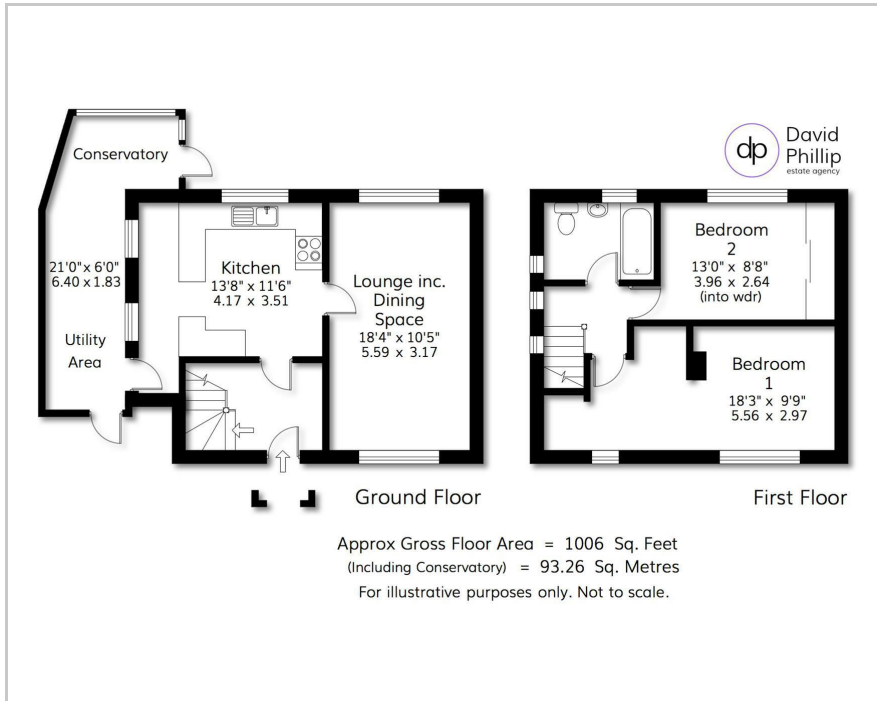 dp
David
Phillip
estate agency
Conservatory
21'0" x 6'0"
6.40 x 1.83
Utility
Area
Kitchen
13'8" x 11'6"
4.17 x 3.51
Lounge inc.
Dining
Space
18'4" x 10'5"
5.59 x 3.17
Ground Floor
Bedroom
2
13'0" x 8'8"
3.96 x 2.64
(into wdr)
Bedroom
1
18'3" x 9'9"
5.56 x 2.97
First Floor
Approx Gross Floor Area = 1006 Sq. Feet
(Including Conservatory) = 93.26 Sq. Metres
For illustrative purposes only. Not to scale.